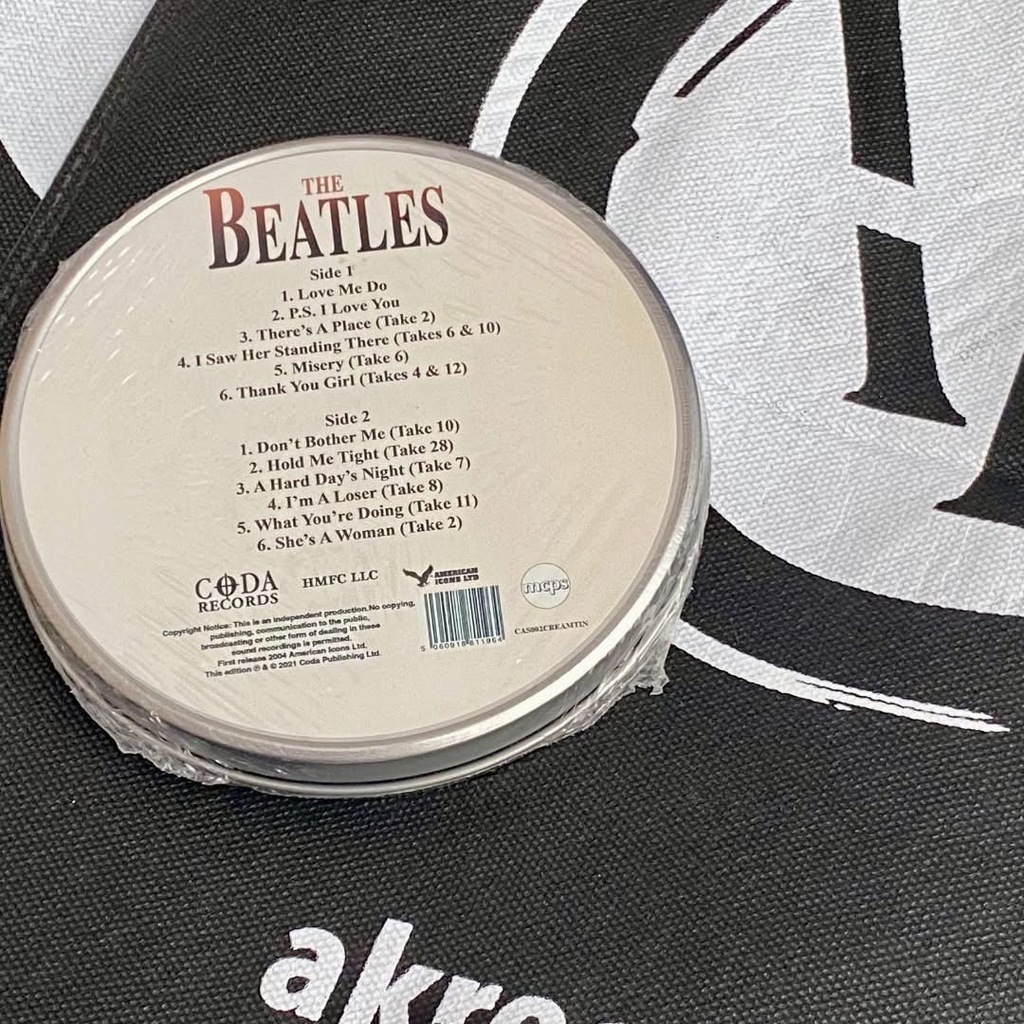 THE
BEATLES
Side 1
1. Love Me Do
2. P.S. I Love You
3. There's A Place (Take 2)
4. I Saw Her Standing There (Takes 6 & 10)
5. Misery (Take 6)
6. Thank You Girl (Takes 4 & 12)
Side 2
1. Don't Bother Me (Take 10)
2. Hold Me Tight (Take 28)
3. A Hard Day's Night (Take 7)
4. I'm A Loser (Take 8)
5. What You're Doing (Take 11)
6. She's A Woman (Take 2)
CODA
RECORDS
HMFC LLC
AMERICAN
ICONS LTD
mcps
Copyright Notice: This is an independent production.No copying,
publishing, communication to the public,
broadcasting or other form of dealing in these
sound recordings is permitted.
First release 2004 American Icons Ltd.
This edition ℗ & © 2021 Coda Publishing Ltd.
5 060918 811964
CAS002CREAMTIN
A
akro